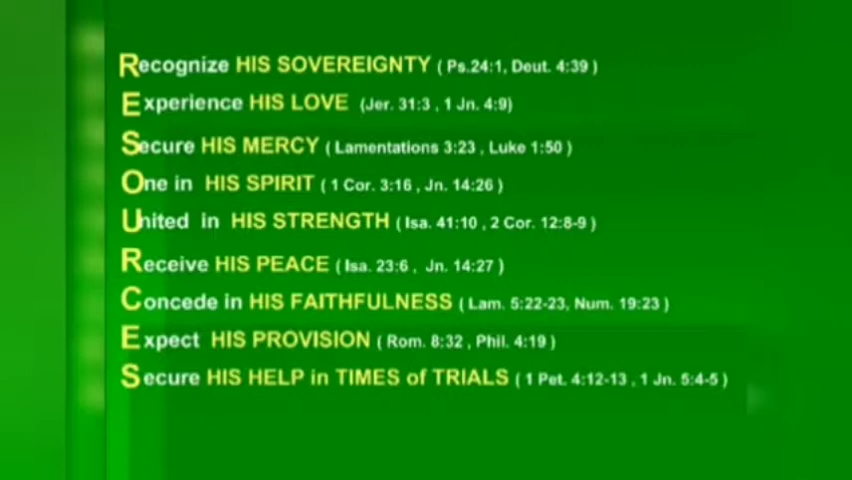 Recognize HIS SOVEREIGNTY ( Ps.24:1, Deut. 4:39 )
Experience HIS LOVE (Jer. 31:3 , 1 Jn. 4:9)
Secure HIS MERCY ( Lamentations 3:23 , Luke 1:50 )
One in HIS SPIRIT ( 1 Cor. 3:16 , Jn. 14:26 )
United in HIS STRENGTH ( Isa. 41:10 , 2 Cor. 12:8-9 )
Receive HIS PEACE ( Isa. 23:6 , Jn. 14:27 )
Concede in HIS FAITHFULNESS ( Lam. 5:22-23, Num. 19:23 )
Expect HIS PROVISION ( Rom. 8:32 , Phil. 4:19 )
Secure HIS HELP in TIMES of TRIALS ( 1 Pet. 4:12-13 , 1 Jn. 5:4-5 )